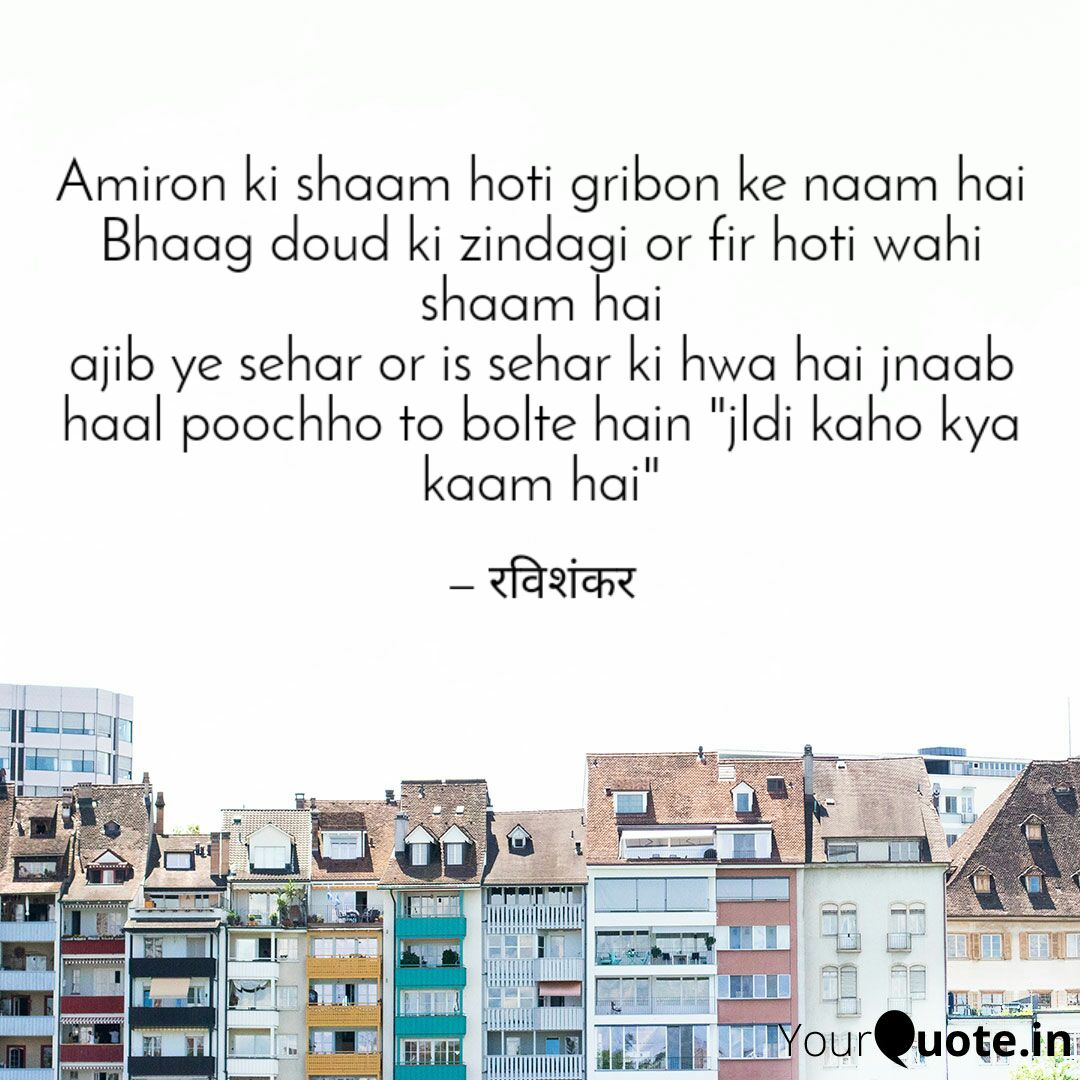 Amiron ki shaam hoti gribon ke naam hai
Bhaag doud ki zindagi or fir hoti wahi
shaam hai
ajib ye sehar or is sehar ki hwa hai jnaab
haal poochho to bolte hain "jldi kaho kya
kaam hai"
– रविशंकर
YourQuote.in